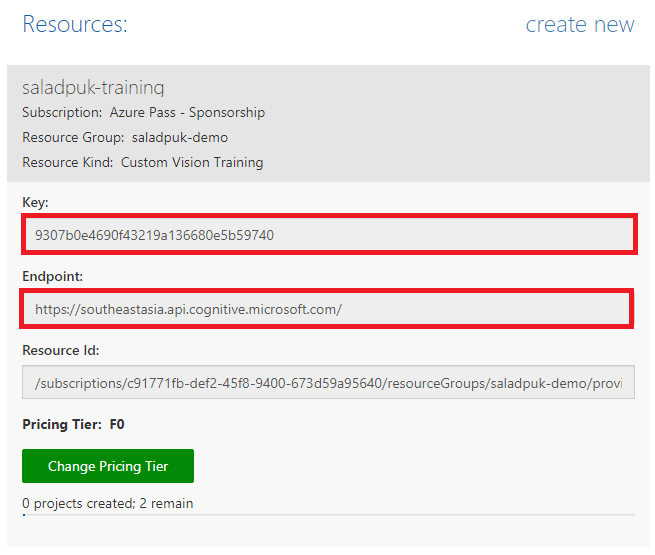 Resources:
create new
saladpuk-training
Subscription: Azure Pass - Sponsorship
Resource Group: saladpuk-demo
Resource Kind: Custom Vision Training
Key:
9307b0e4690f43219a136680e5b59740
Endpoint:
https://southeastasia.api.cognitive.microsoft.com/
Resource Id:
/subscriptions/c91771fb-def2-45f8-9400-673d59a95640/resourceGroups/saladpuk-demo/provi
Pricing Tier: F0
Change Pricing Tier
0 projects created; 2 remain